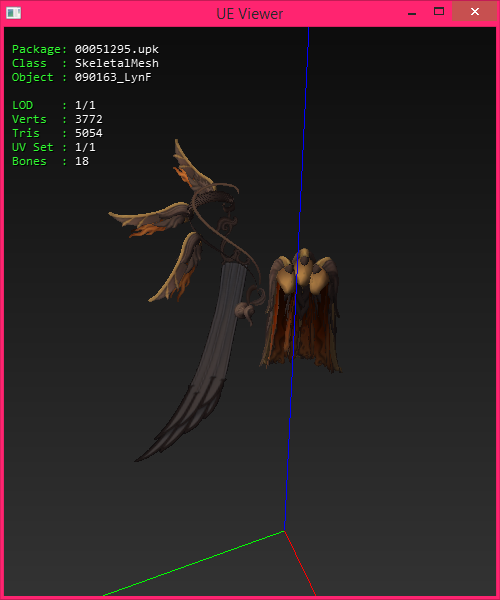 UE Viewer
Package: 00051295.upk
Class  : SkeletalMesh
Object : 090163_LynF
LOD    : 1/1
Verts  : 3772
Tris   : 5054
UV Set : 1/1
Bones  : 18